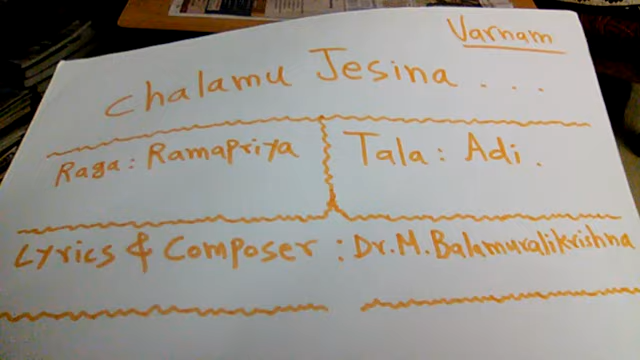 Varnam
Chalamu Jesina . . .
Raga : Ramapriya
Tala : Adi .
Lyrics & Composer : Dr. M. Balamuralikrishna